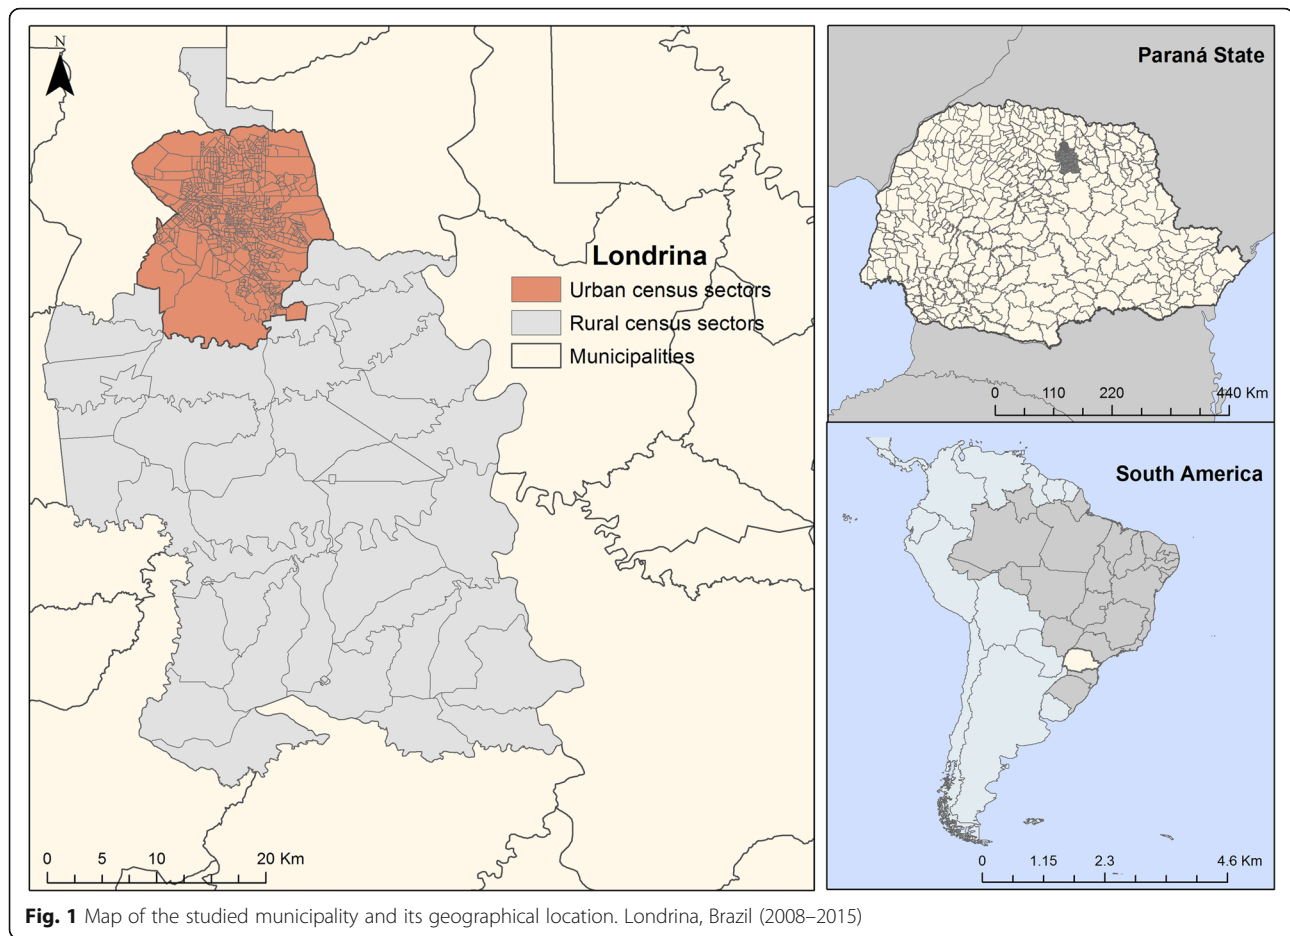 N
Londrina
Urban census sectors
Rural census sectors
Municipalities
0 5 10 20 Km
Paraná State
0 110 220 440 Km
South America
0 1.15 2.3 4.6 Km
Fig. 1 Map of the studied municipality and its geographical location. Londrina, Brazil (2008–2015)